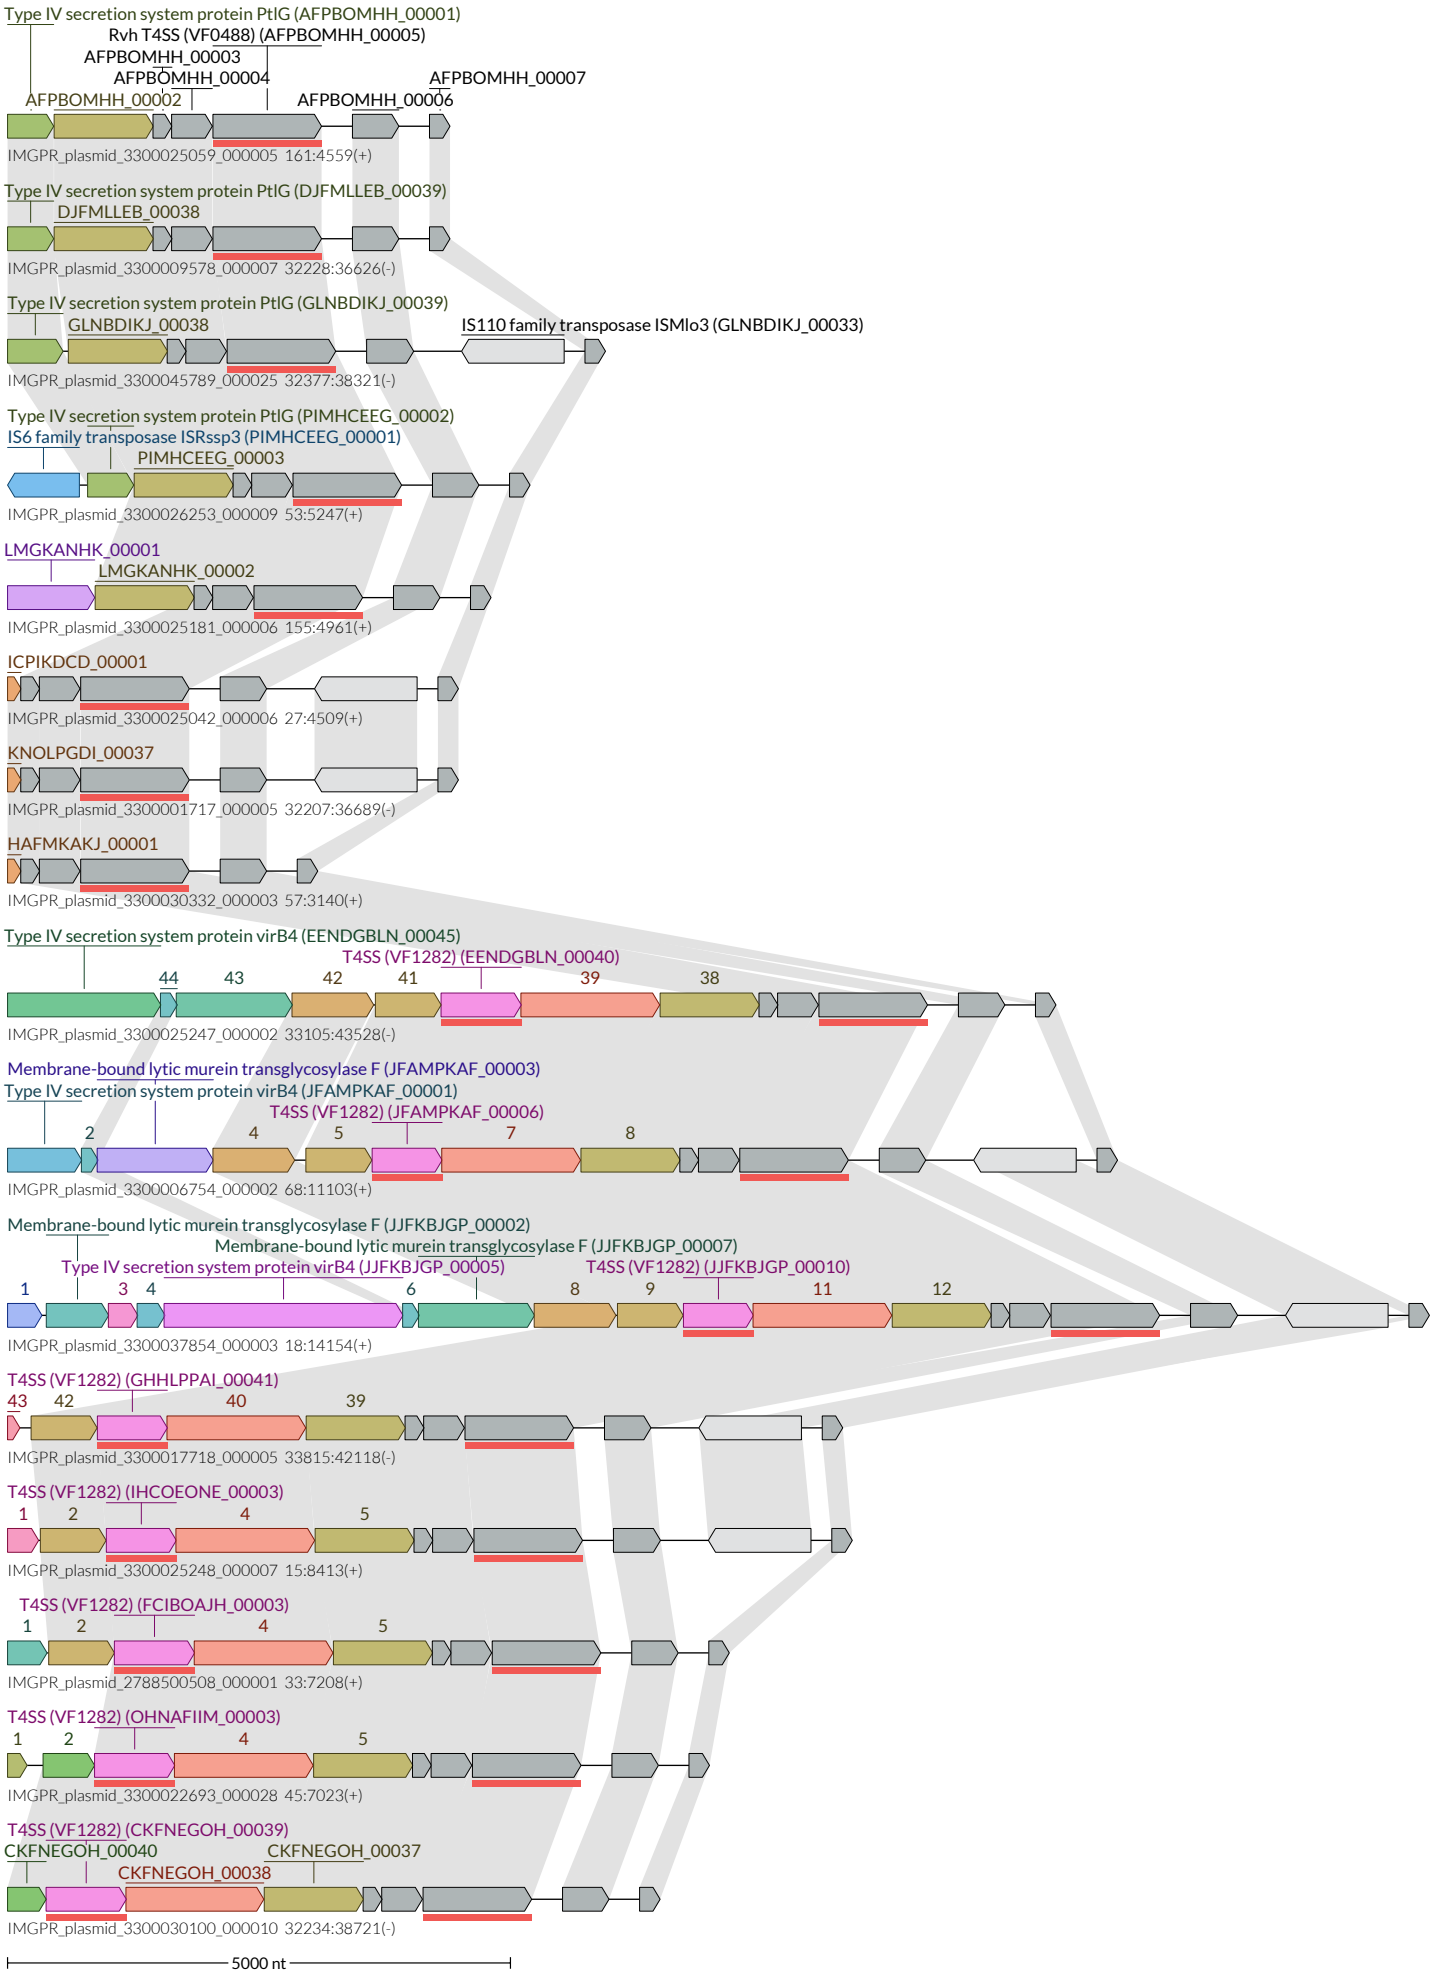 Type IV secretion system protein PtlG (AFPBOMHH_00001)
Rvh T4SS (VF0488) (AFPBOMHH_00005)
AFPBOMHH_00003
AFPBOMHH_00004 AFPBOMHH_00007
AFPBOMHH_00002 AFPBOMHH_00006
IMGPR_plasmid_3300025059_000005 161:4559(+)
Type IV secretion system protein PtlG (DJFMLLEB_00039)
DJFMLLEB_00038
IMGPR_plasmid_3300009578_000007 32228:36626(-)
Type IV secretion system protein PtlG (GLNBDIKJ_00039)
GLNBDIKJ_00038 IS110 family transposase ISMlo3 (GLNBDIKJ_00033)
IMGPR_plasmid_3300045789_000025 32377:38321(-)
Type IV secretion system protein PtlG (PIMHCEEG_00002)
IS6 family transposase ISRssp3 (PIMHCEEG_00001)
PIMHCEEG_00003
IMGPR_plasmid_3300026253_000009 53:5247(+)
LMGKANHK_00001
LMGKANHK_00002
IMGPR_plasmid_3300025181_000006 155:4961(+)
ICPIKDCD_00001
IMGPR_plasmid_3300025042_000006 27:4509(+)
KNOLPGDI_00037
IMGPR_plasmid_3300001717_000005 32207:36689(-)
HAFMKAKJ_00001
IMGPR_plasmid_3300030332_000003 57:3140(+)
Type IV secretion system protein virB4 (EENDGBLN_00045)
T4SS (VF1282) (EENDGBLN_00040)
44 43 42 41 39 38
IMGPR_plasmid_3300025247_000002 33105:43528(-)
Membrane-bound lytic murein transglycosylase F (JFAMPKAF_00003)
Type IV secretion system protein virB4 (JFAMPKAF_00001)
T4SS (VF1282) (JFAMPKAF_00006)
2 4 5 7 8
IMGPR_plasmid_3300006754_000002 68:11103(+)
Membrane-bound lytic murein transglycosylase F (JJFKBJGP_00002)
Membrane-bound lytic murein transglycosylase F (JJFKBJGP_00007)
Type IV secretion system protein virB4 (JJFKBJGP_00005) T4SS (VF1282) (JJFKBJGP_00010)
1 3 4 6 8 9 11 12
IMGPR_plasmid_3300037854_000003 18:14154(+)
T4SS (VF1282) (GHHLPPAI_00041)
43 42 40 39
IMGPR_plasmid_3300017718_000005 33815:42118(-)
T4SS (VF1282) (IHCOEONE_00003)
1 2 4 5
IMGPR_plasmid_3300025248_000007 15:8413(+)
T4SS (VF1282) (FCIBOAJH_00003)
1 2 4 5
IMGPR_plasmid_2788500508_000001 33:7208(+)
T4SS (VF1282) (OHNAFIIM_00003)
1 2 4 5
IMGPR_plasmid_3300022693_000028 45:7023(+)
T4SS (VF1282) (CKFNEGOH_00039)
CKFNEGOH_00040 CKFNEGOH_00037
CKFNEGOH_00038
IMGPR_plasmid_3300030100_000010 32234:38721(-)
5000 nt